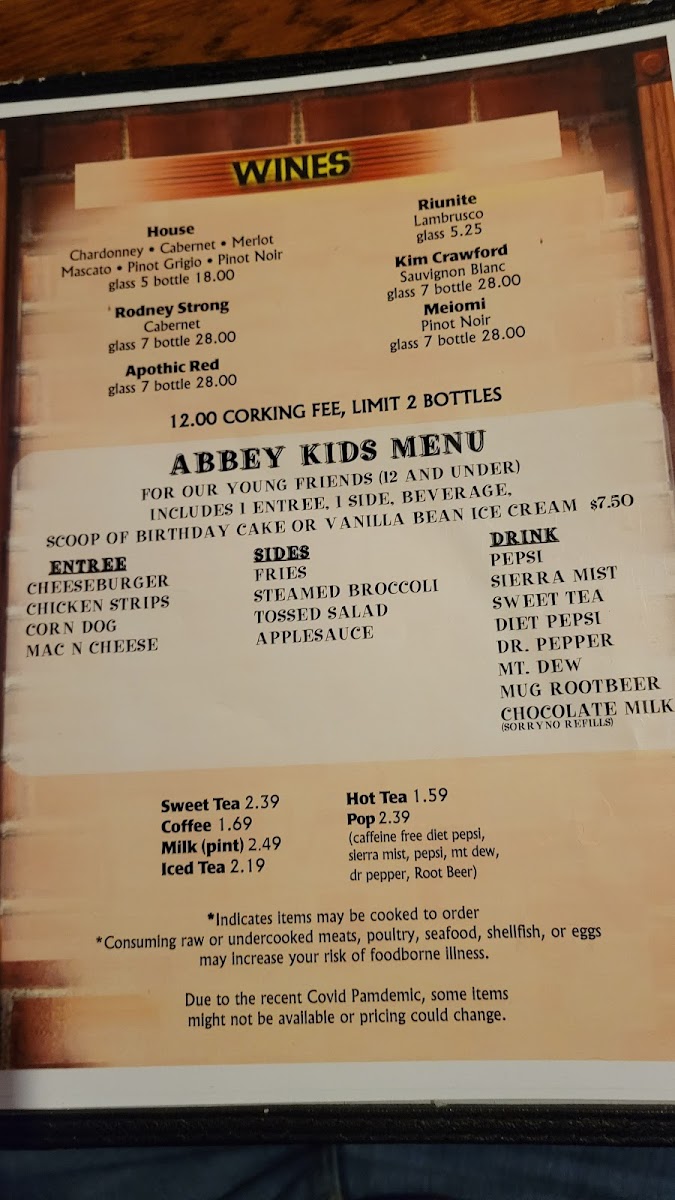 WINES
House
Chardonney • Cabernet • Merlot
Mascato • Pinot Grigio • Pinot Noir
glass 5 bottle 18.00
Rodney Strong
Cabernet
glass 7 bottle 28.00
Apothic Red
glass 7 bottle 28.00
Riunite
Lambrusco
glass 5.25
Kim Crawford
Sauvignon Blanc
glass 7 bottle 28.00
Meiomi
Pinot Noir
glass 7 bottle 28.00
12.00 CORKING FEE, LIMIT 2 BOTTLES
ABBEY KIDS MENU
FOR OUR YOUNG FRIENDS (12 AND UNDER)
INCLUDES 1 ENTREE, 1 SIDE, BEVERAGE,
SCOOP OF BIRTHDAY CAKE OR VANILLA BEAN ICE CREAM $7.50
ENTREE
CHEESEBURGER
CHICKEN STRIPS
CORN DOG
MAC N CHEESE
SIDES
FRIES
STEAMED BROCCOLI
TOSSED SALAD
APPLESAUCE
DRINK
PEPSI
SIERRA MIST
SWEET TEA
DIET PEPSI
DR. PEPPER
MT. DEW
MUG ROOTBEER
CHOCOLATE MILK
(SORRY NO REFILLS)
Sweet Tea 2.39
Coffee 1.69
Milk (pint) 2.49
Iced Tea 2.19
Hot Tea 1.59
Pop 2.39
(caffeine free diet pepsi,
sierra mist, pepsi, mt dew,
dr pepper, Root Beer)
*Indicates items may be cooked to order
*Consuming raw or undercooked meats, poultry, seafood, shellfish, or eggs
may increase your risk of foodborne illness.
Due to the recent Covid Pamdemic, some items
might not be available or pricing could change.